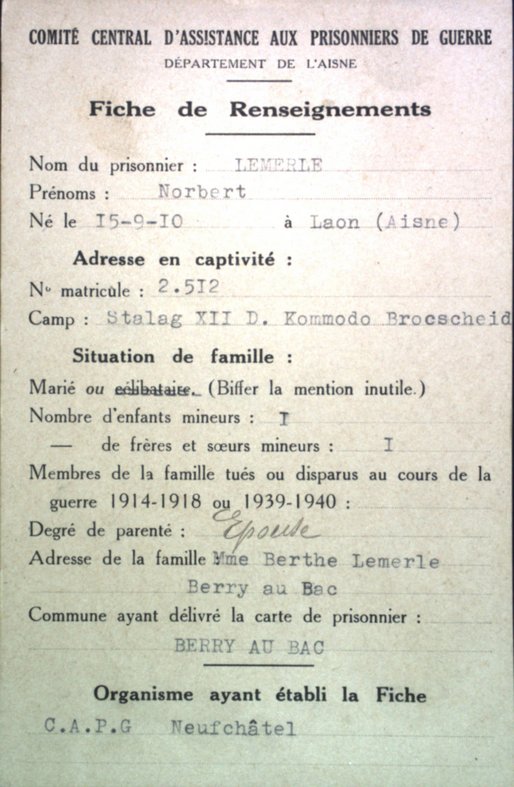 COMITÉ CENTRAL D'ASSISTANCE AUX PRISONNIERS DE GUERRE
DÉPARTEMENT DE L'AISNE
Fiche de Renseignements
Nom du prisonnier : LEMERLE
Prénoms : Norbert
Né le I5-9-IO à Laon (Aisne)
Adresse en captivité :
No matricule : 2.5I2
Camp : Stalag XII D. Kommodo Brocscheid
Situation de famille :
Marié ou célibataire. (Biffer la mention inutile.)
Nombre d'enfants mineurs : I
— de frères et sœurs mineurs : I
Membres de la famille tués ou disparus au cours de la
guerre 1914-1918 ou 1939-1940 :
Degré de parenté : Epouse
Adresse de la famille : Mme Berthe Lemerle
Berry au Bac
Commune ayant délivré la carte de prisonnier :
BERRY AU BAC
Organisme ayant établi la Fiche
C.A.P.G Neufchâtel